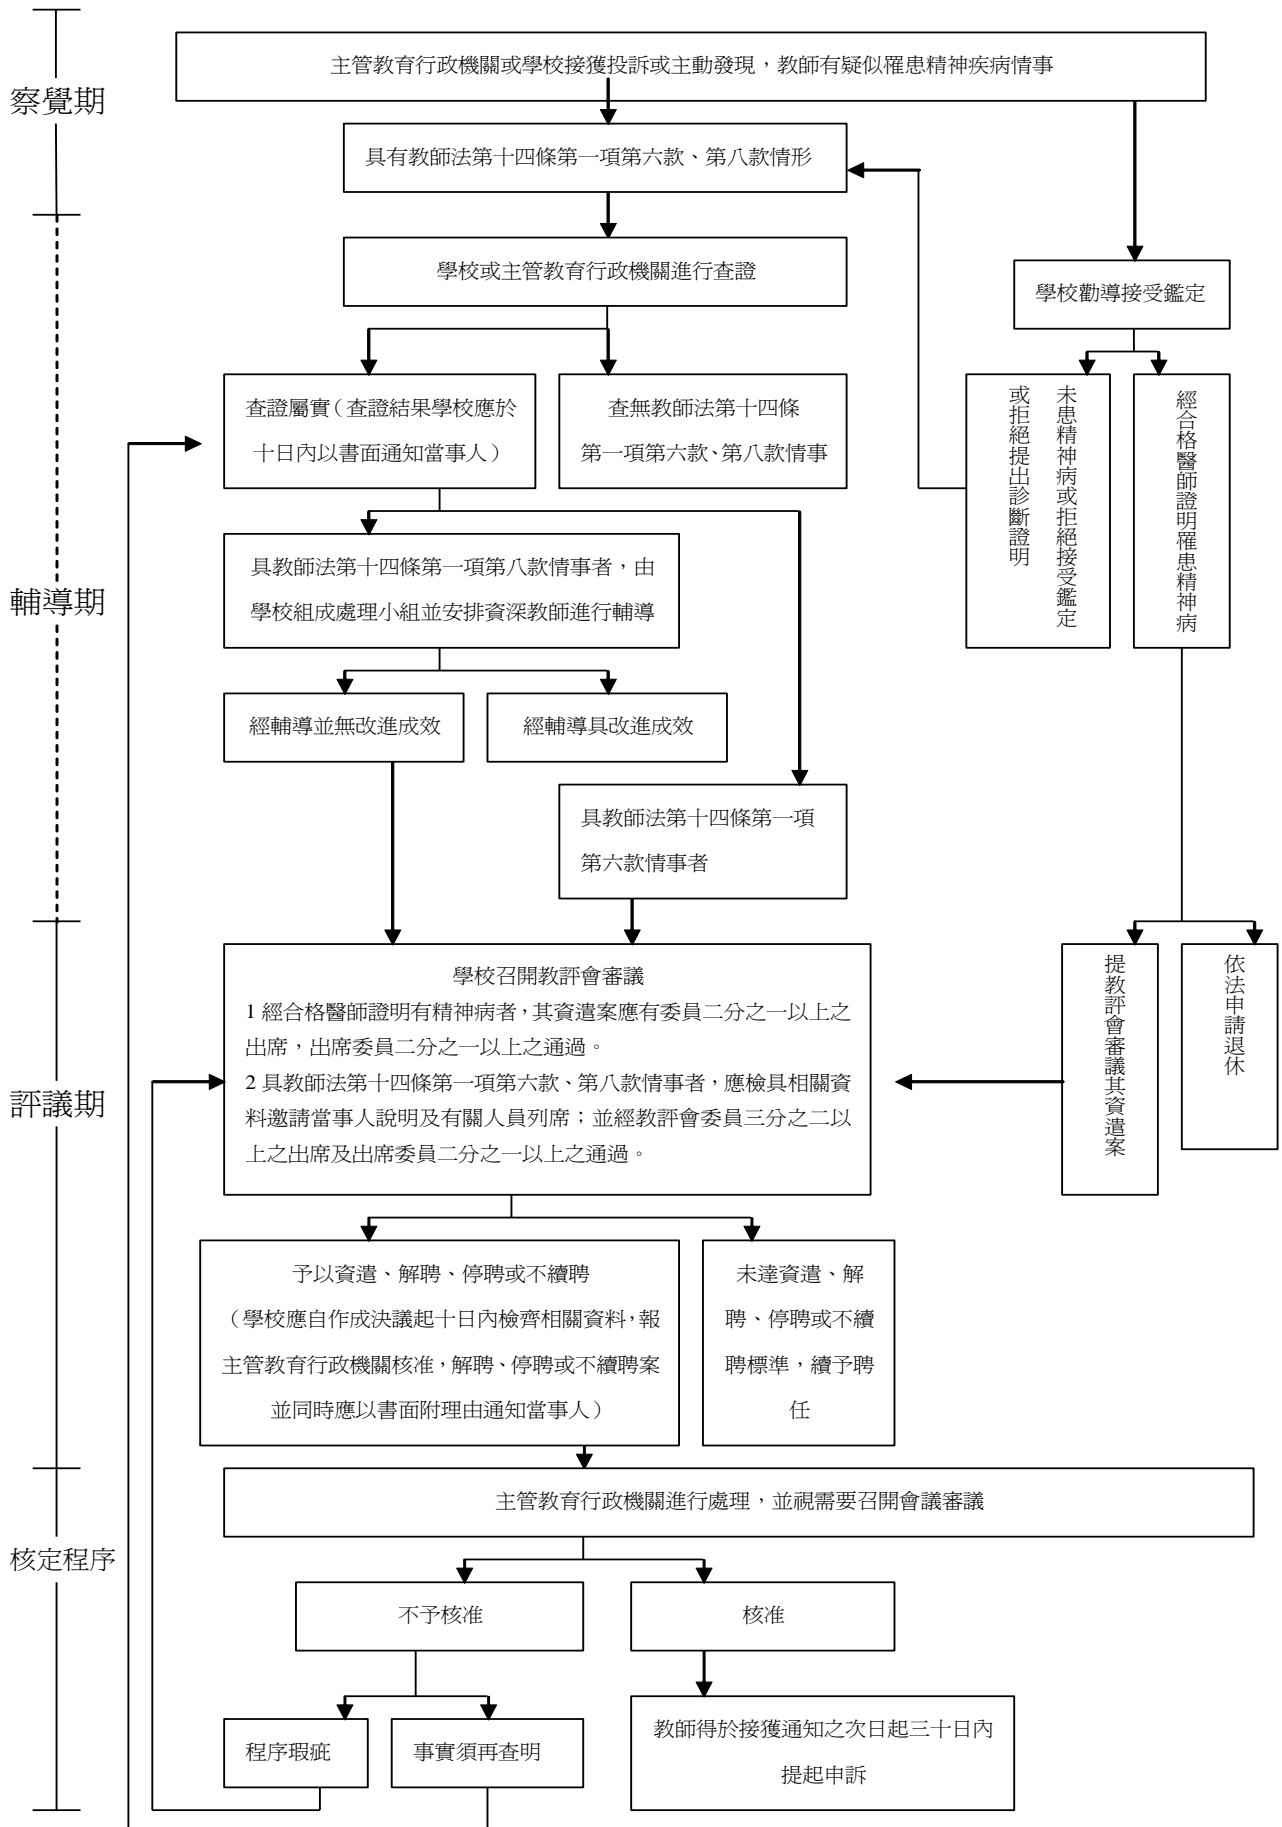 主管教育行政機關或學校接獲投訴或主動發現，教師有疑似罹患精神疾病情事
察覺期
具有教師法第十四條第一項第六款、第八款情形
學校或主管教育行政機關進行查證
學校勸導接受鑑定
查證屬實（查證結果學校應於
十日內以書面通知當事人）
查無教師法第十四條
第一項第六款、第八款情事
未患精神病或拒絕接受鑑定
或拒絕提出診斷證明
經合格醫師證明罹患精神病
輔導期
具教師法第十四條第一項第八款情事者，由
學校組成處理小組並安排資深教師進行輔導
經輔導並無改進成效
經輔導具改進成效
具教師法第十四條第一項
第六款情事者
評議期
學校召開教評會審議
1 經合格醫師證明有精神病者，其資遣案應有委員二分之一以上之
出席，出席委員二分之一以上之通過。
2 具教師法第十四條第一項第六款、第八款情事者，應檢具相關資
料邀請當事人說明及有關人員列席；並經教評會委員三分之二以
上之出席及出席委員二分之一以上之通過。
提教評會審議其資遣案
依法申請退休
予以資遣、解聘、停聘或不續聘
（學校應自作成決議起十日內檢齊相關資料，報
主管教育行政機關核准，解聘、停聘或不續聘案
並同時應以書面附理由通知當事人）
未達資遣、解
聘、停聘或不續
聘標準，續予聘
任
核定程序
主管教育行政機關進行處理，並視需要召開會議審議
不予核准
核准
程序瑕疵
事實須再查明
教師得於接獲通知之次日起三十日內
提起申訴